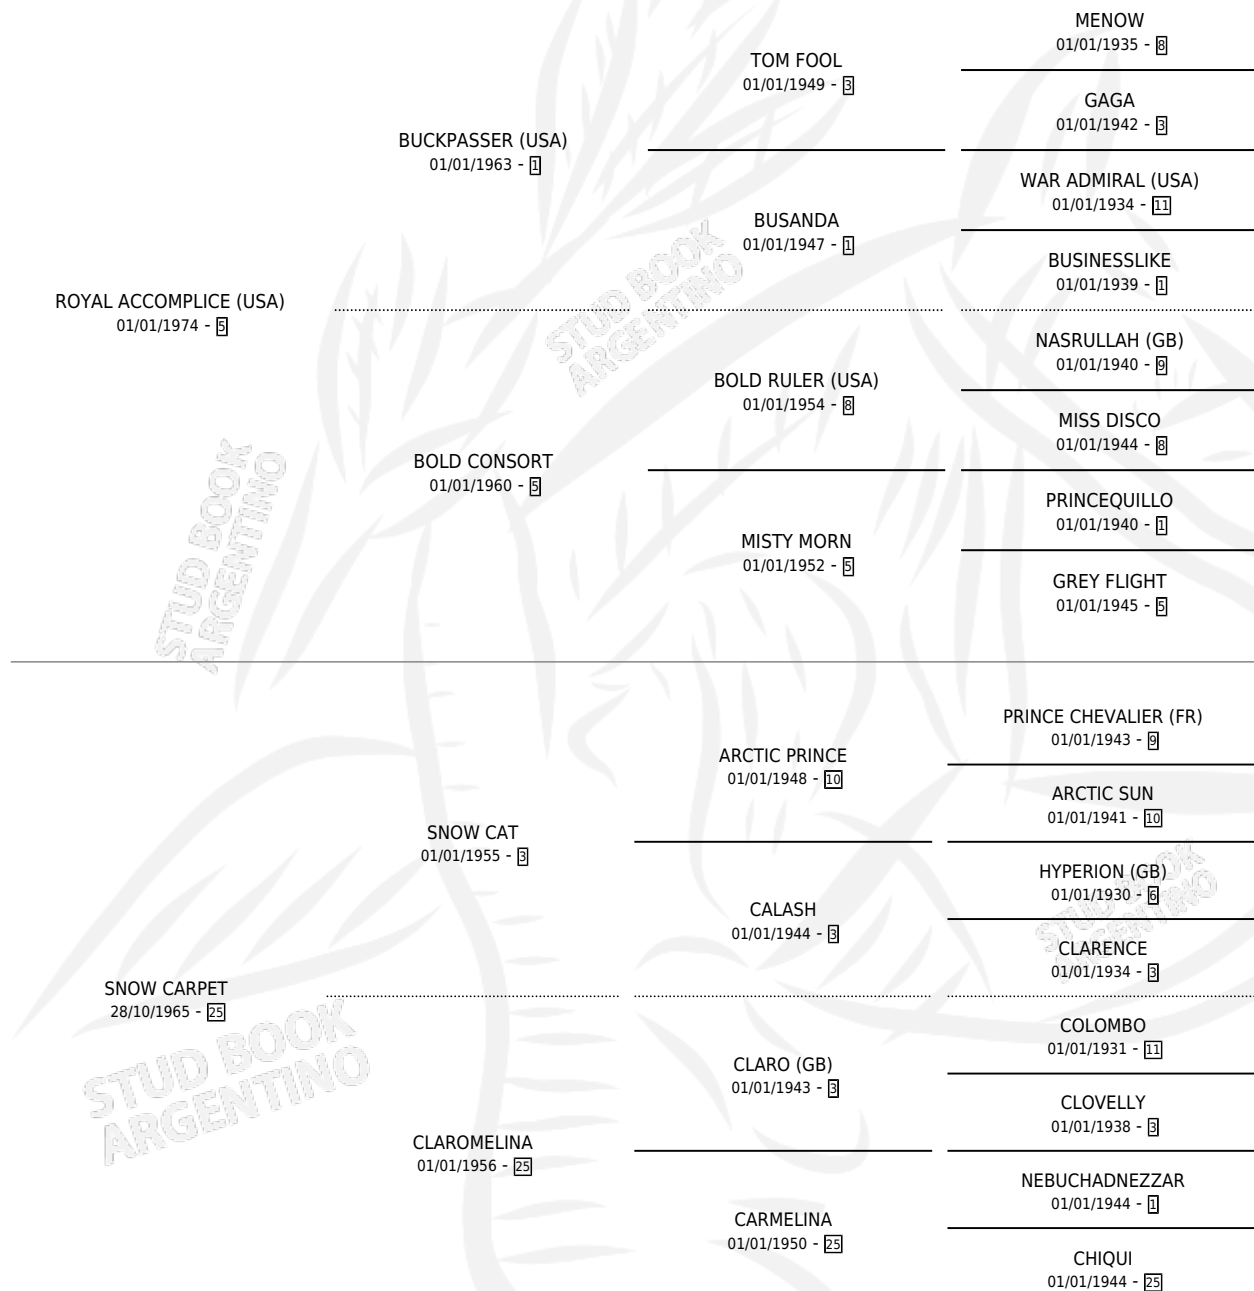 ROYAL ACCOMPLICE (USA)
01/01/1974 - 5
BUCKPASSER (USA)
01/01/1963 - 1
BOLD CONSORT
01/01/1960 - 5
TOM FOOL
01/01/1949 - 3
BUSANDA
01/01/1947 - 1
BOLD RULER (USA)
01/01/1954 - 8
MISTY MORN
01/01/1952 - 5
MENOW
01/01/1935 - 8
GAGA
01/01/1942 - 3
WAR ADMIRAL (USA)
01/01/1934 - 11
BUSINESSLIKE
01/01/1939 - 1
NASRULLAH (GB)
01/01/1940 - 9
MISS DISCO
01/01/1944 - 8
PRINCEQUILLO
01/01/1940 - 1
GREY FLIGHT
01/01/1945 - 5
SNOW CARPET
28/10/1965 - 25
SNOW CAT
01/01/1955 - 3
CLAROMELINA
01/01/1956 - 25
ARCTIC PRINCE
01/01/1948 - 10
CALASH
01/01/1944 - 3
CLARO (GB)
01/01/1943 - 3
CARMELINA
01/01/1950 - 25
PRINCE CHEVALIER (FR)
01/01/1943 - 9
ARCTIC SUN
01/01/1941 - 10
HYPERION (GB)
01/01/1930 - 6
CLARENCE
01/01/1934 - 3
COLOMBO
01/01/1931 - 11
CLOVELLY
01/01/1938 - 3
NEBUCHADNEZZAR
01/01/1944 - 1
CHIQUI
01/01/1944 - 25
STUD BOOK
ARGENTINO
STUD BOOK
ARGENTINO
STUD BOOK
ARGENTINO
STUD BOOK
ARGENTINO